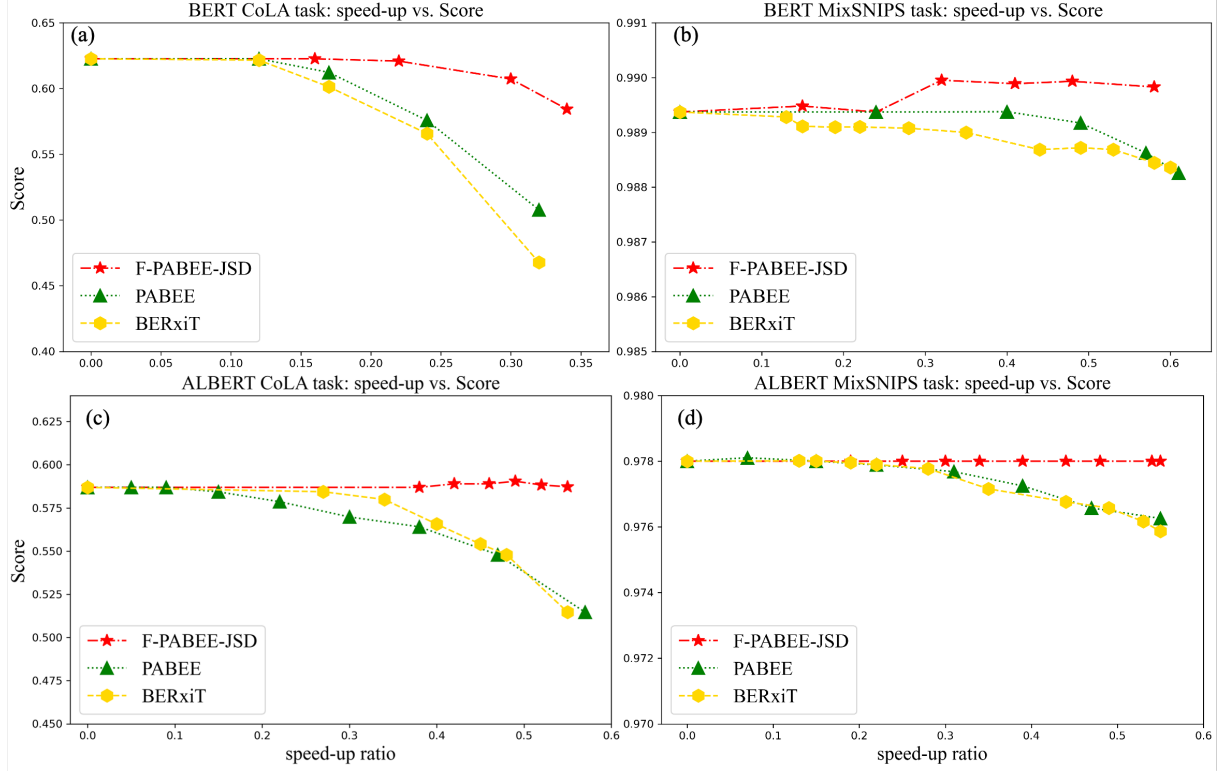 BERT CoLA task: speed-up vs. Score
(a)
0.65
0.60
0.55
0.50
0.45
0.40
Score
F-PABEE-JSD
PABEE
BERxiT
0.00 0.05 0.10 0.15 0.20 0.25 0.30 0.35
BERT MixSNIPS task: speed-up vs. Score
(b)
0.991
0.990
0.989
0.988
0.987
0.986
0.985
F-PABEE-JSD
PABEE
BERxiT
0.0 0.1 0.2 0.3 0.4 0.5 0.6
ALBERT CoLA task: speed-up vs. Score
(c)
0.625
0.600
0.575
0.550
0.525
0.500
0.475
0.450
Score
F-PABEE-JSD
PABEE
BERxiT
0.0 0.1 0.2 0.3 0.4 0.5 0.6
speed-up ratio
ALBERT MixSNIPS task: speed-up vs. Score
(d)
0.980
0.978
0.976
0.974
0.972
0.970
F-PABEE-JSD
PABEE
BERxiT
0.0 0.1 0.2 0.3 0.4 0.5 0.6
speed-up ratio